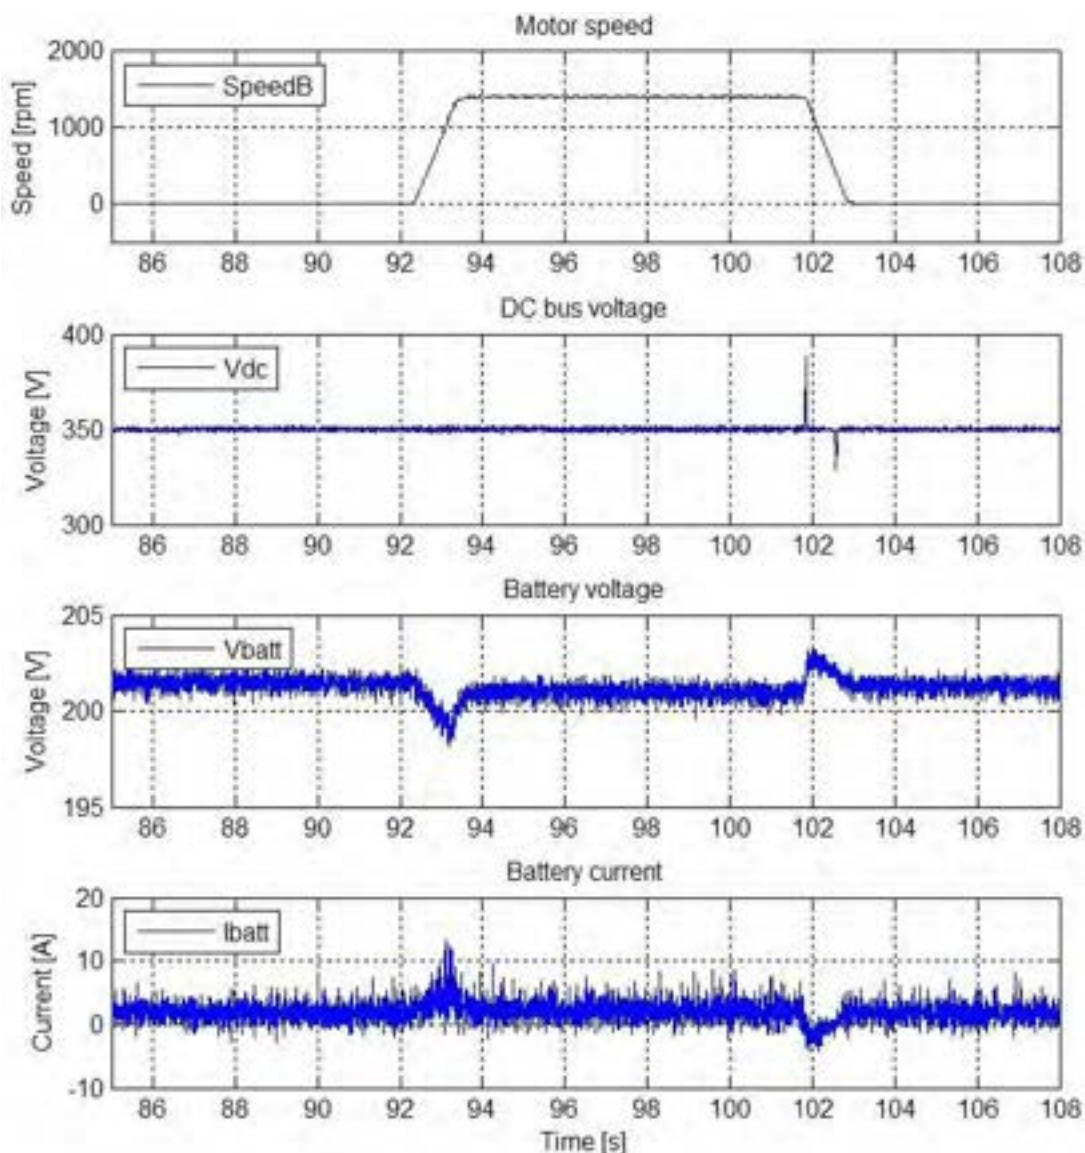 Motor speed
Speed [rpm]
2000
1000
0
SpeedB
86 88 90 92 94 96 98 100 102 104 106 108
DC bus voltage
Voltage [V]
400
350
300
Vdc
86 88 90 92 94 96 98 100 102 104 106 108
Battery voltage
Voltage [V]
205
200
195
Vbatt
86 88 90 92 94 96 98 100 102 104 106 108
Battery current
Current [A]
20
10
0
-10
Ibatt
86 88 90 92 94 96 98 100 102 104 106 108
Time [s]